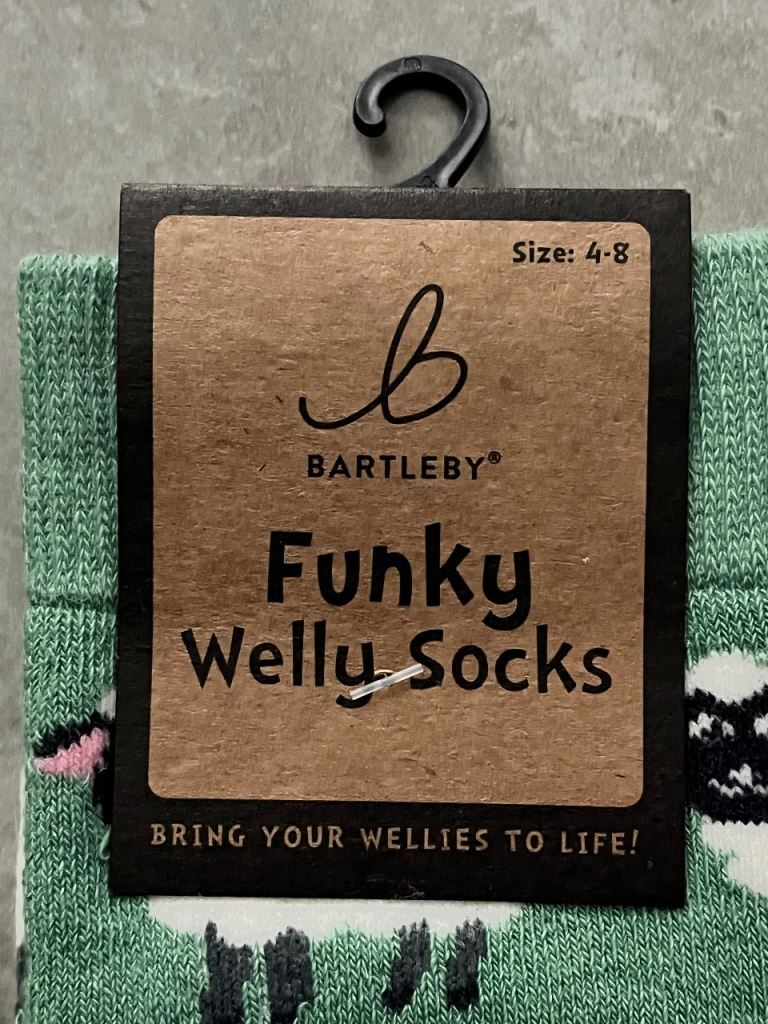 Size: 4-8
BARTLEBY®
Funky
Welly Socks
BRING YOUR WELLIES TO LIFE!